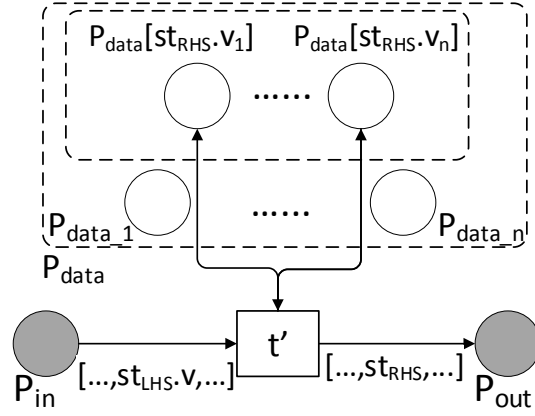 P_data[st_RHS.v_1] P_data[st_RHS.v_n]
......
P_data_1 ...... P_data_n
P_data
t'
[...,st_LHS.v,...] [...,st_RHS,...]
P_in P_out